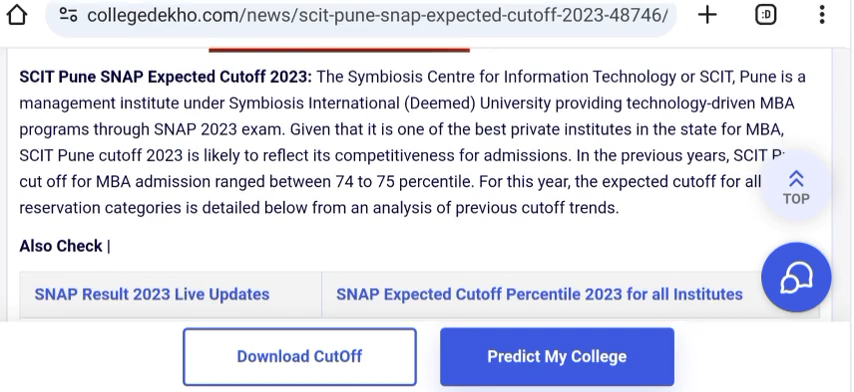 collegedekho.com/news/scit-pune-snap-expected-cutoff-2023-48746/
:D
SCIT Pune SNAP Expected Cutoff 2023: The Symbiosis Centre for Information Technology or SCIT, Pune is a
management institute under Symbiosis International (Deemed) University providing technology-driven MBA
programs through SNAP 2023 exam. Given that it is one of the best private institutes in the state for MBA,
SCIT Pune cutoff 2023 is likely to reflect its competitiveness for admissions. In the previous years, SCIT
cut off for MBA admission ranged between 74 to 75 percentile. For this year, the expected cutoff for all
reservation categories is detailed below from an analysis of previous cutoff trends.
TOP
Also Check |
SNAP Result 2023 Live Updates
SNAP Expected Cutoff Percentile 2023 for all Institutes
Download CutOff
Predict My College